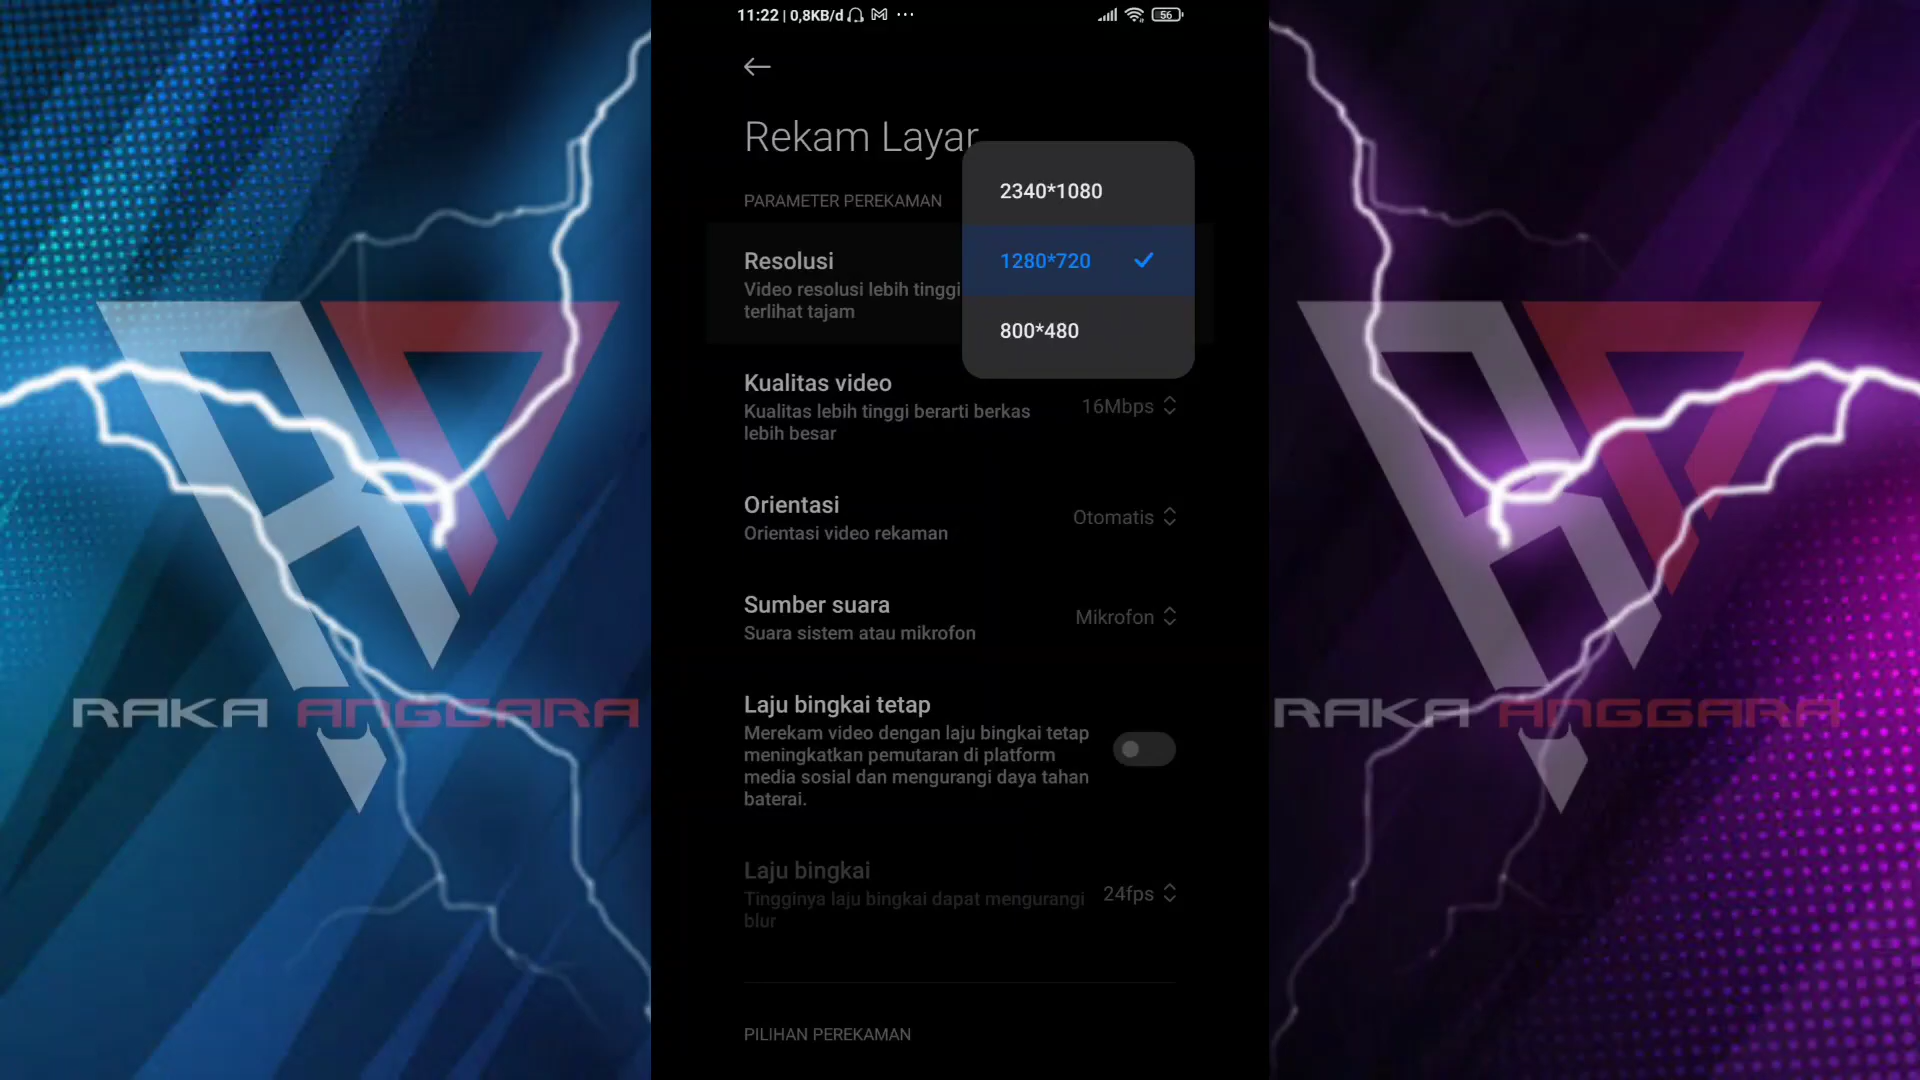 11:22 | 0,8KB/d
56
Rekam Layar
PARAMETER PEREKAMAN
2340*1080
1280*720
800*480
Resolusi
Video resolusi lebih tinggi
terlihat tajam
Kualitas video
Kualitas lebih tinggi berarti berkas
lebih besar
16Mbps
Orientasi
Orientasi video rekaman
Otomatis
Sumber suara
Suara sistem atau mikrofon
Mikrofon
Laju bingkai tetap
Merekam video dengan laju bingkai tetap
meningkatkan pemutaran di platform
media sosial dan mengurangi daya tahan
baterai.
Laju bingkai
Tingginya laju bingkai dapat mengurangi
blur
24fps
PILIHAN PEREKAMAN
RAKA ANGGARA
RAKA ANGGARA